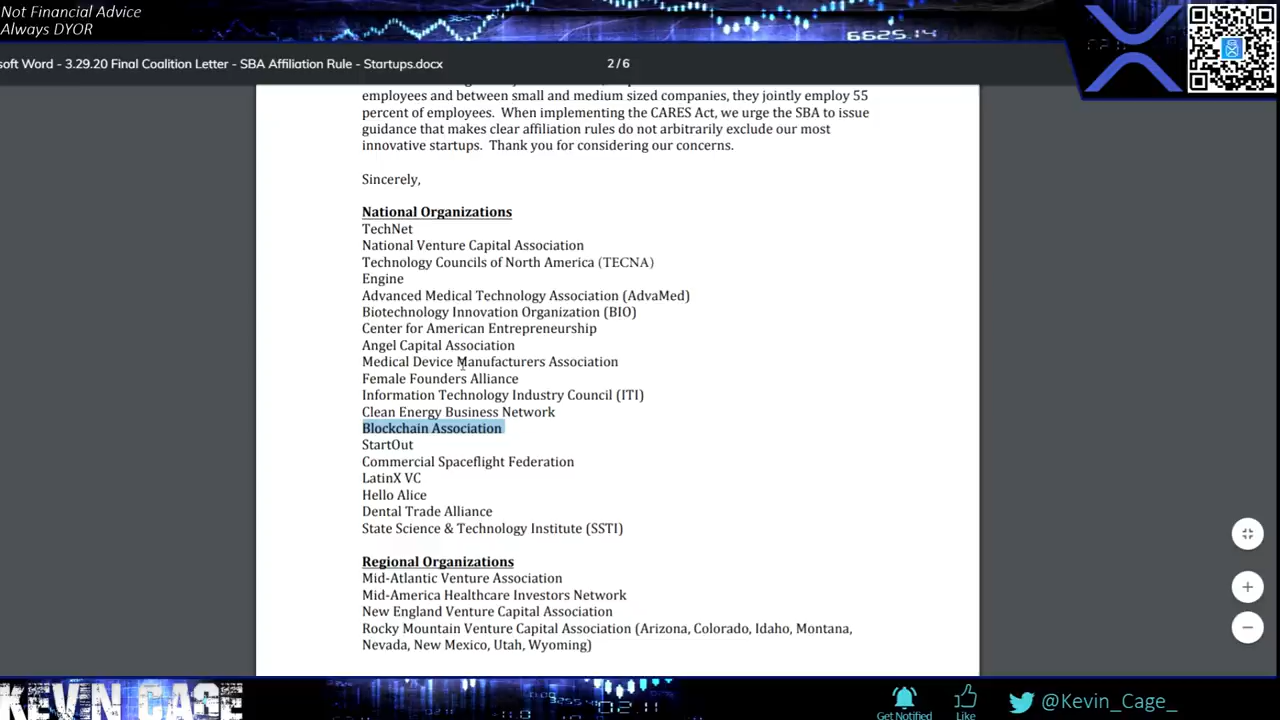 Not Financial Advice
Always DYOR
6625.14
soft Word - 3.29.20 Final Coalition Letter - SBA Affiliation Rule - Startups.docx
2/6
employees and between small and medium sized companies, they jointly employ 55
percent of employees. When implementing the CARES Act, we urge the SBA to issue
guidance that makes clear affiliation rules do not arbitrarily exclude our most
innovative startups. Thank you for considering our concerns.
Sincerely,
National Organizations
TechNet
National Venture Capital Association
Technology Councils of North America (TECNA)
Engine
Advanced Medical Technology Association (AdvaMed)
Biotechnology Innovation Organization (BIO)
Center for American Entrepreneurship
Angel Capital Association
Medical Device Manufacturers Association
Female Founders Alliance
Information Technology Industry Council (ITI)
Clean Energy Business Network
Blockchain Association
StartOut
Commercial Spaceflight Federation
LatinX VC
Hello Alice
Dental Trade Alliance
State Science & Technology Institute (SSTI)
Regional Organizations
Mid-Atlantic Venture Association
Mid-America Healthcare Investors Network
New England Venture Capital Association
Rocky Mountain Venture Capital Association (Arizona, Colorado, Idaho, Montana,
Nevada, New Mexico, Utah, Wyoming)
KEVIN CAGE
Get Notified
Like
@Kevin_Cage_